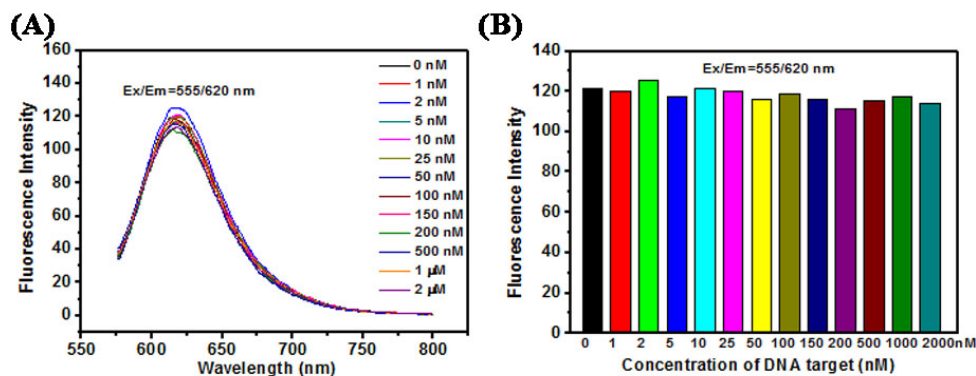 (A)
160
140
120
100
80
60
40
20
0
Fluorescence Intensity
Ex/Em=555/620 nm
0 nM
1 nM
2 nM
5 nM
10 nM
25 nM
50 nM
100 nM
150 nM
200 nM
500 nM
1 µM
2 µM
550 600 650 700 750 800
Wavelength (nm)
(B)
140
120
100
80
60
40
20
0
Fluorescence Intensity
Ex/Em=555/620 nm
0 1 2 5 10 25 50 100 150 200 500 1000 2000nM
Concentration of DNA target (nM)